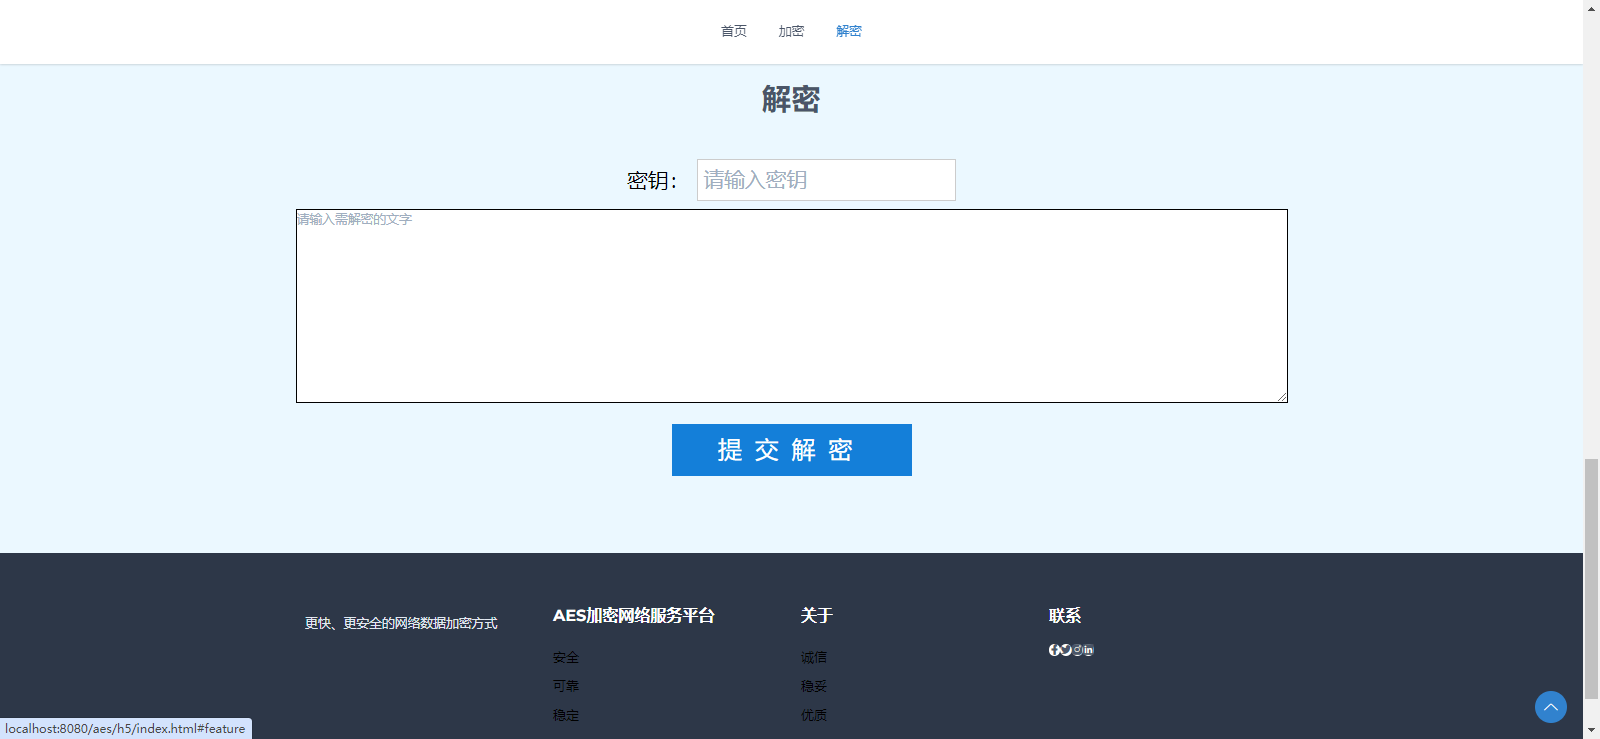 首页 加密 解密
解密
密钥： 请输入密钥
请输入需解密的文字
提交解密
更快、更安全的网络数据加密方式
AES加密网络服务平台
安全
可靠
稳定
关于
诚信
稳妥
优质
联系
localhost:8080/aes/h5/index.html#feature